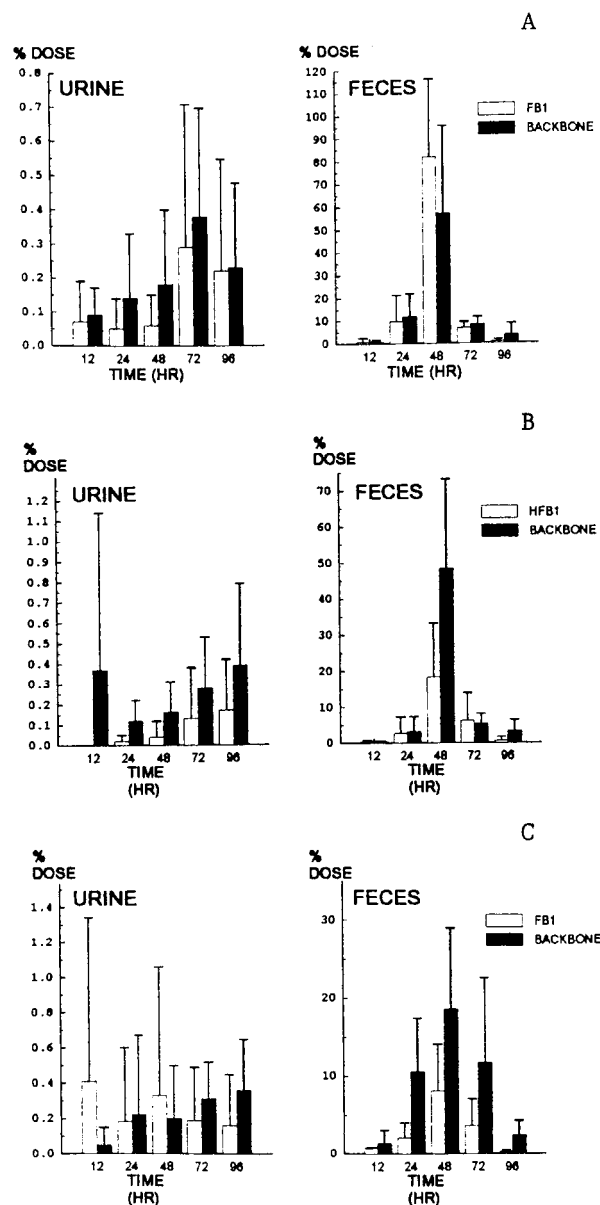 A
% DOSE
URINE
0.8
0.7
0.6
0.5
0.4
0.3
0.2
0.1
0.0
12 24 48 72 96
TIME (HR)
% DOSE
FECES
120
110
100
90
80
70
60
50
40
30
20
10
0
12 24 48 72 96
TIME (HR)
FB1
BACKBONE
B
%
DOSE
URINE
1.2
1.1
1.0
0.9
0.8
0.7
0.6
0.5
0.4
0.3
0.2
0.1
0.0
12 24 48 72 96
TIME
(HR)
%
DOSE
FECES
70
60
50
40
30
20
10
0
12 24 48 72 96
TIME
(HR)
HFB1
BACKBONE
C
%
DOSE
URINE
1.4
1.2
1.0
0.8
0.6
0.4
0.2
0.0
12 24 48 72 96
TIME
(HR)
%
DOSE
FECES
30
20
10
0
12 24 48 72 96
TIME
(HR)
FB1
BACKBONE